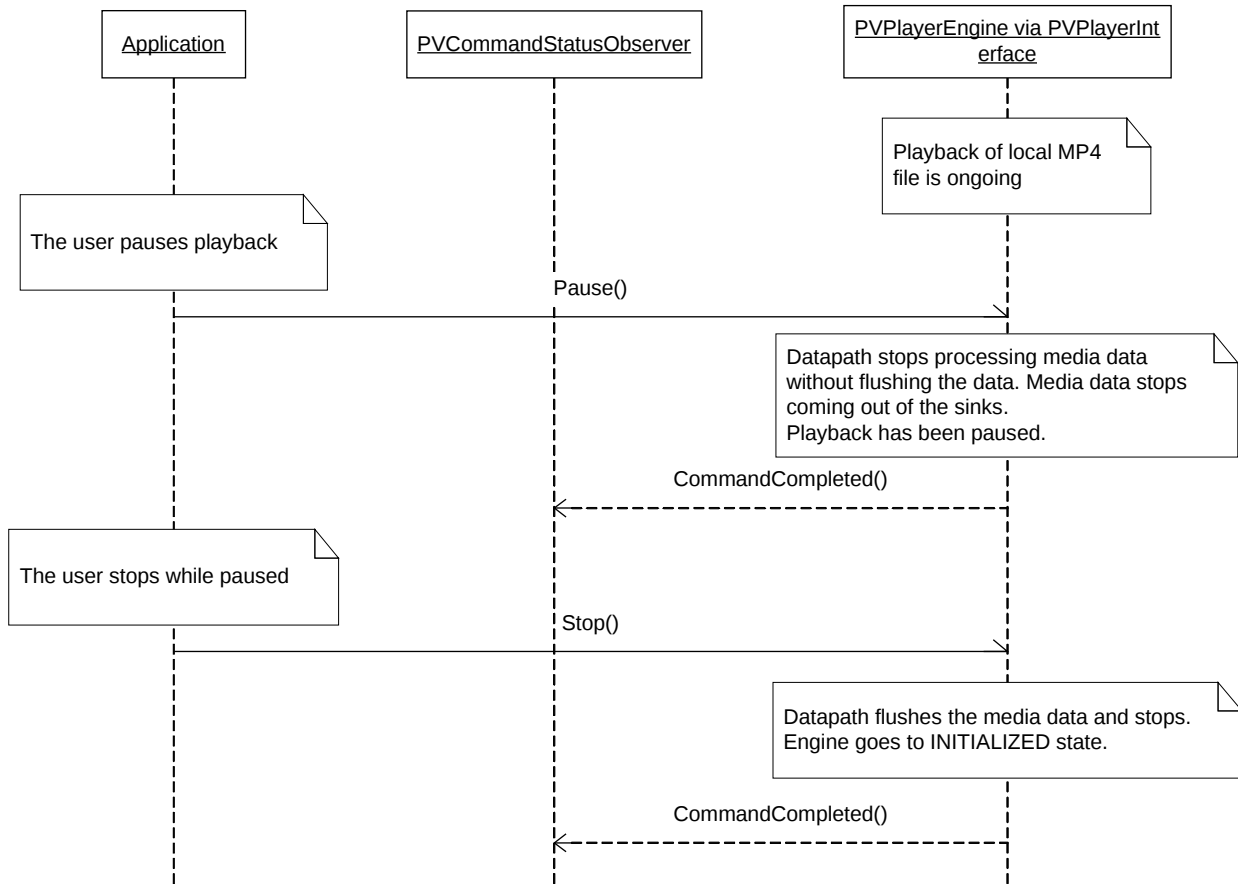 Application
PVCommandStatusObserver
PVPlayerEngine via PVPlayerInt
erface
Playback of local MP4
file is ongoing
The user pauses playback
Pause()
Datapath stops processing media data
without flushing the data. Media data stops
coming out of the sinks.
Playback has been paused.
CommandCompleted()
The user stops while paused
Stop()
Datapath flushes the media data and stops.
Engine goes to INITIALIZED state.
CommandCompleted()